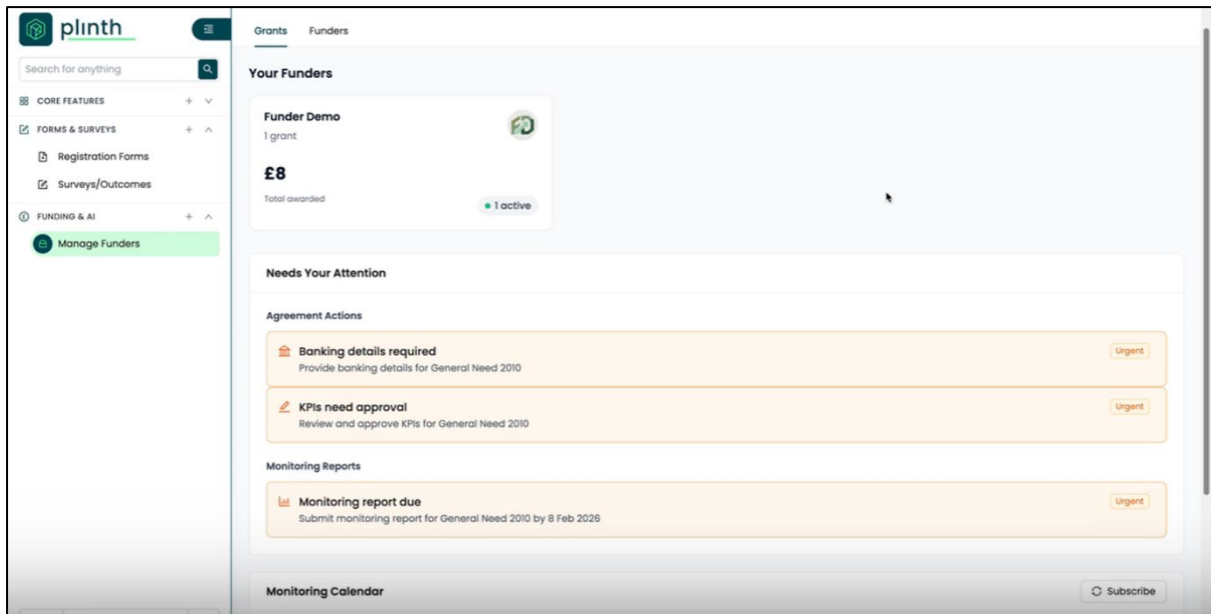 plinth
Search for anything
CORE FEATURES
FORMS & SURVEYS
Registration Forms
Surveys/Outcomes
FUNDING & AI
Manage Funders
Grants Funders
Your Funders
Funder Demo
1 grant
FD
£8
Total awarded
1 active
Needs Your Attention
Agreement Actions
Banking details required
Urgent
Provide banking details for General Need 2010
KPIs need approval
Urgent
Review and approve KPIs for General Need 2010
Monitoring Reports
Monitoring report due
Urgent
Submit monitoring report for General Need 2010 by 8 Feb 2026
Monitoring Calendar
Subscribe